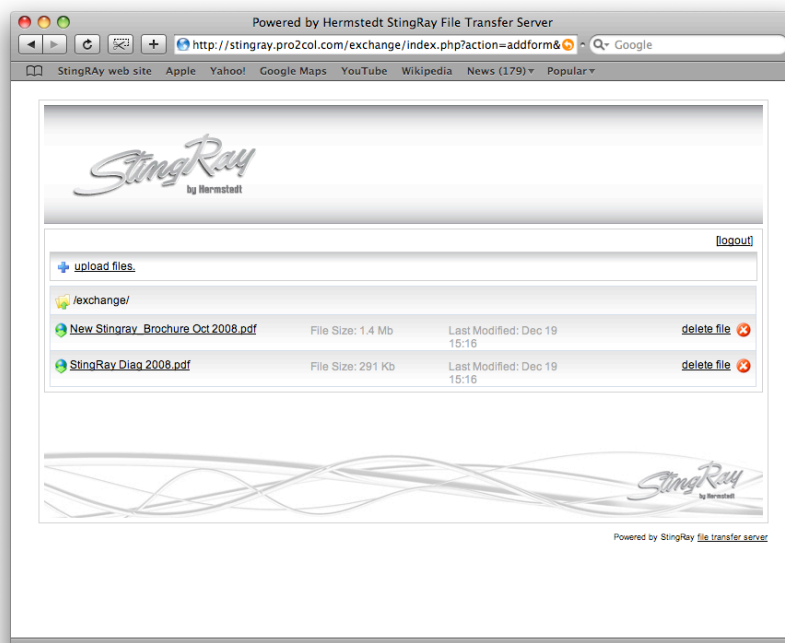 Powered by Hermstedt StingRay File Transfer Server
http://stingray.pro2col.com/exchange/index.php?action=addform& Google
StingRAy web site Apple Yahoo! Google Maps YouTube Wikipedia News (179) Popular
StingRay
by Hermstedt
[logout]
upload files.
/exchange/
New Stingray_Brochure Oct 2008.pdf File Size: 1.4 Mb Last Modified: Dec 19 delete file
15:16
StingRay Diag 2008.pdf File Size: 291 Kb Last Modified: Dec 19 delete file
15:16
StingRay
by Hermstedt
Powered by StingRay file transfer server